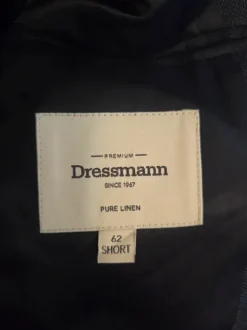 PREMIUM
Dressmann
SINCE 1967
PURE LINEN
62
SHORT